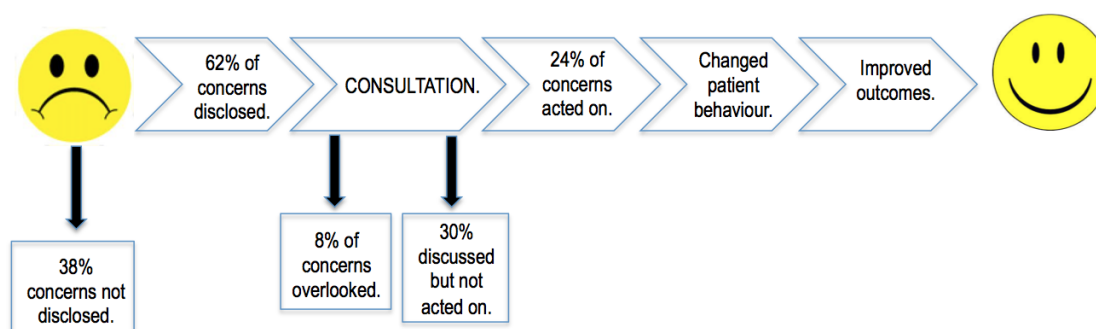 62% of
concerns
disclosed.
CONSULTATION.
24% of
concerns
acted on.
Changed
patient
behaviour.
Improved
outcomes.
38%
concerns not
disclosed.
8% of
concerns
overlooked.
30%
discussed
but not
acted on.